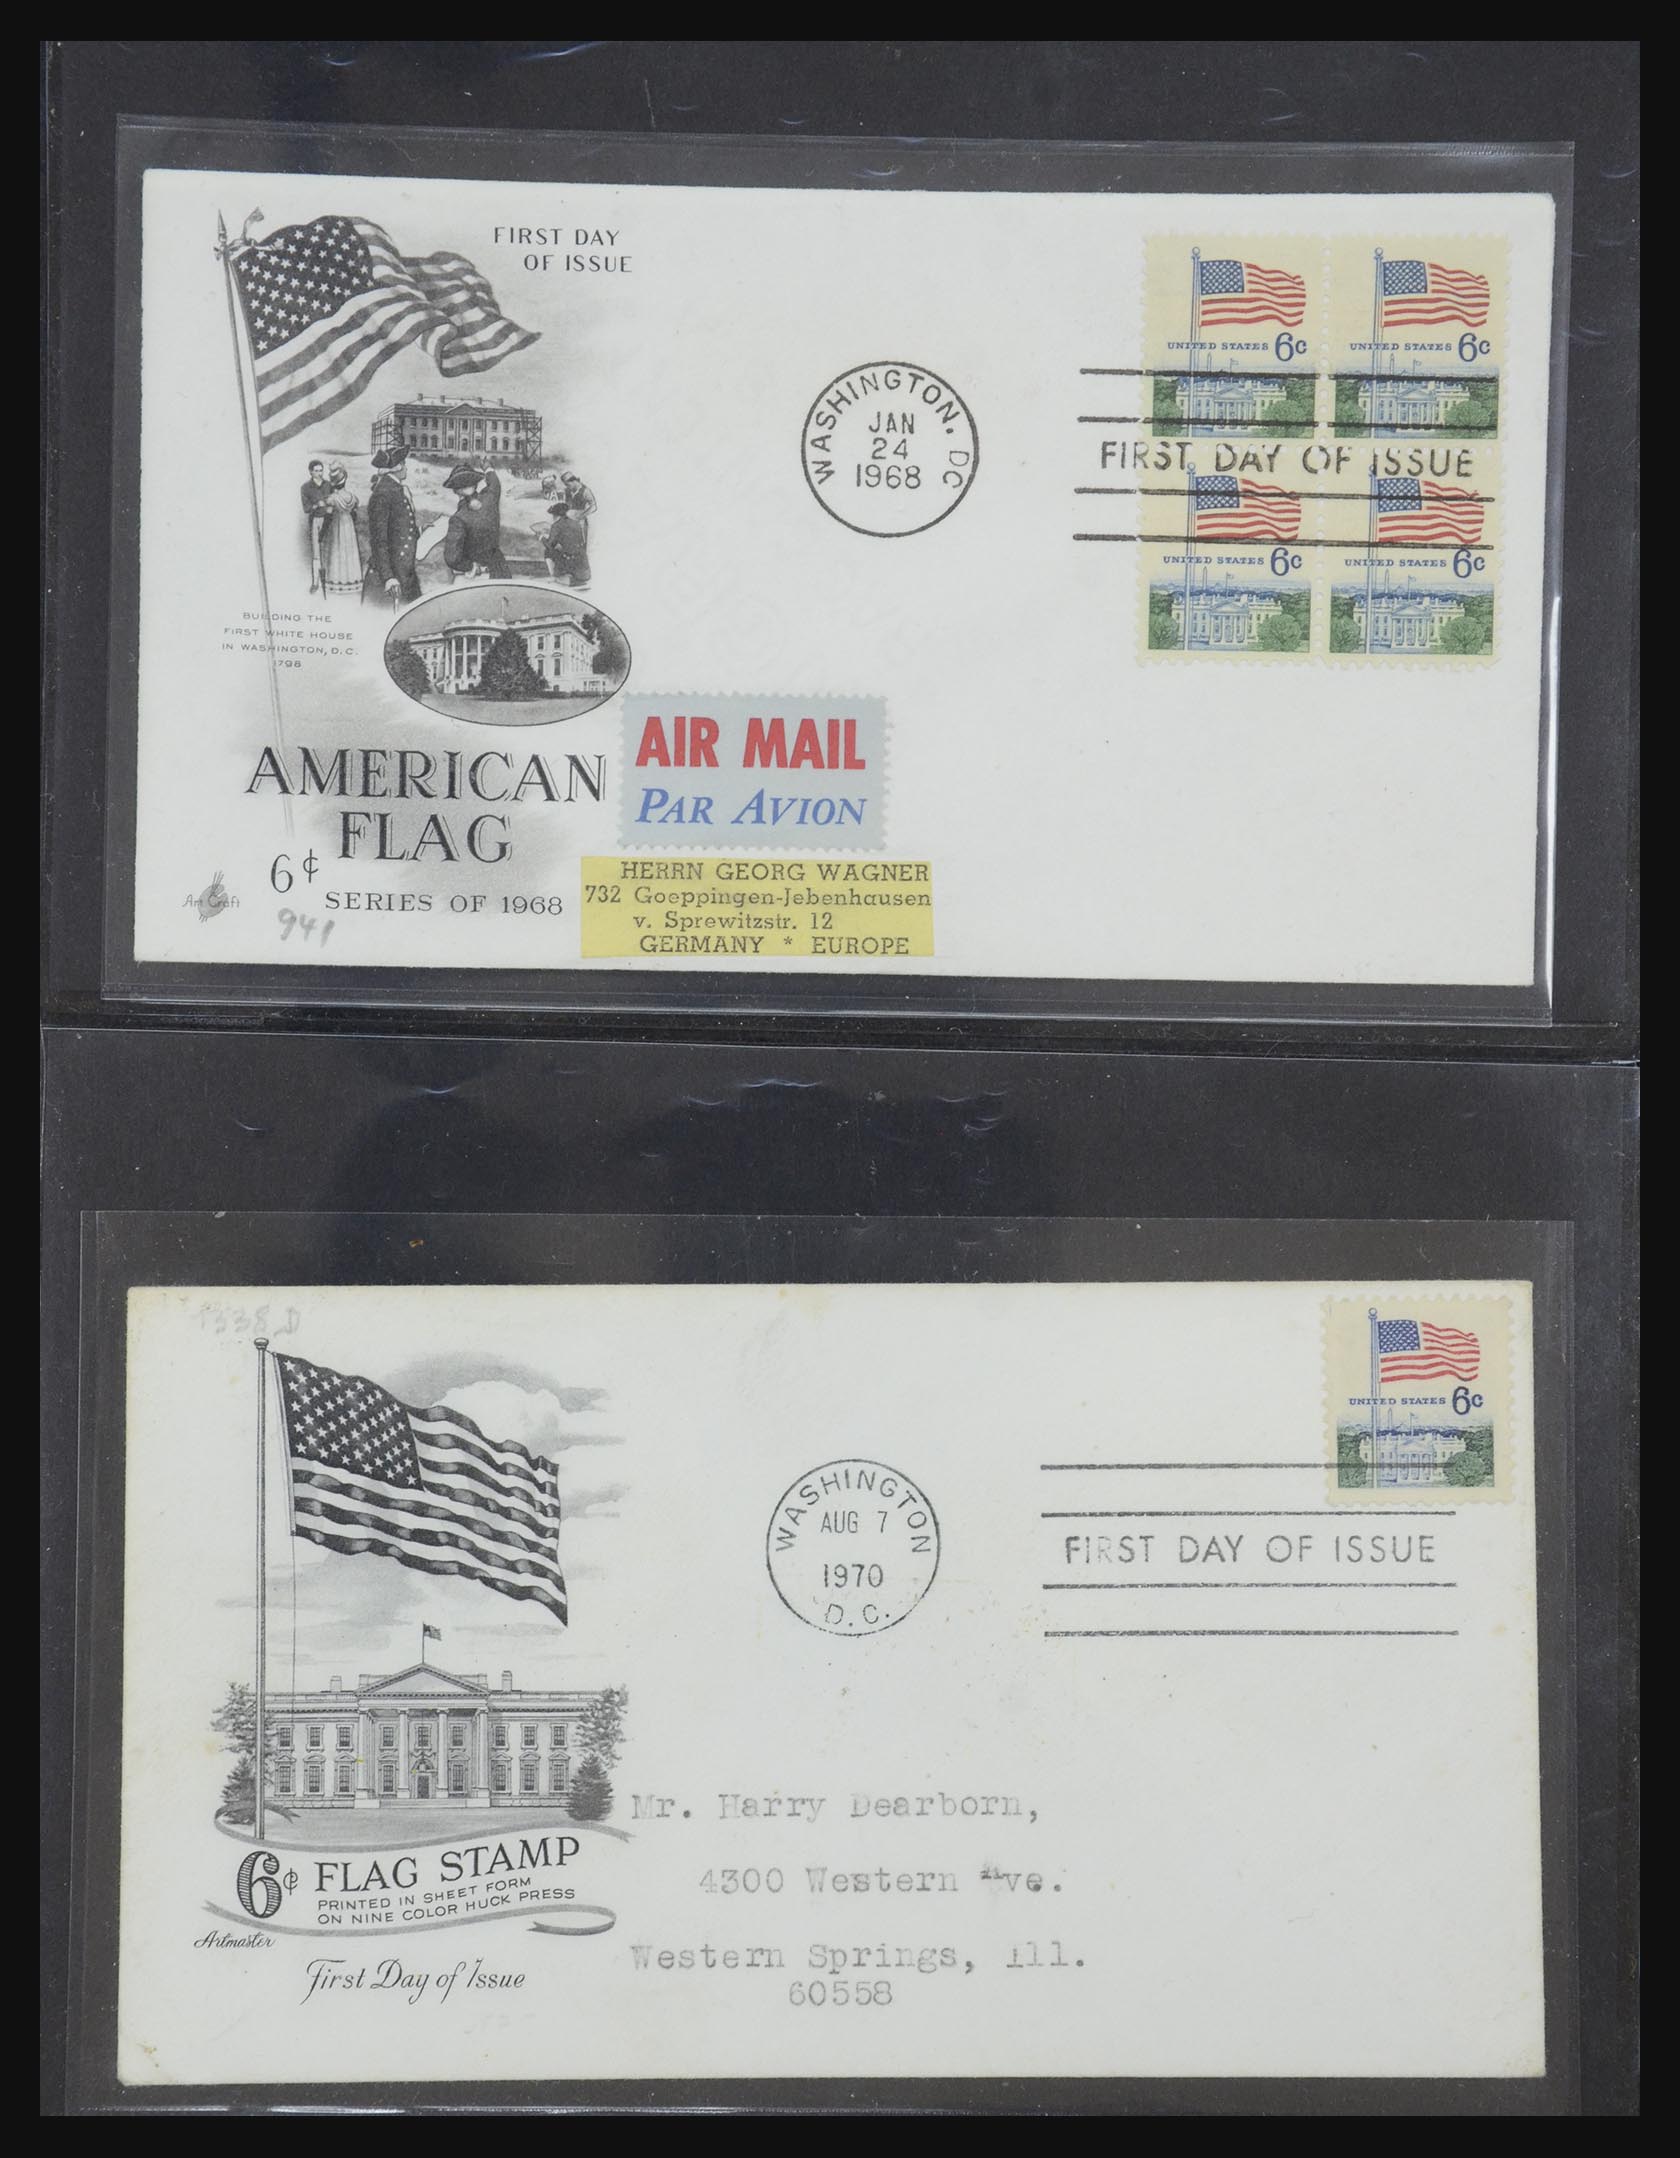 FIRST DAY
OF ISSUE
WASHINGTON, DC
JAN
24
1968
UNITED STATES 6c
UNITED STATES 6c
FIRST DAY OF ISSUE
UNITED STATES 6c
UNITED STATES 6c
BUILDING THE
FIRST WHITE HOUSE
IN WASHINGTON, D.C.
1798
AIR MAIL
PAR AVION
AMERICAN
FLAG
6¢
SERIES OF 1968
ArtCraft
941
HERRN GEORG WAGNER
732 Goeppingen-Jebenhausen
v. Sprewitzstr. 12
GERMANY * EUROPE
1338 D
UNITED STATES 6c
WASHINGTON
AUG 7
1970
D.C.
FIRST DAY OF ISSUE
6¢ FLAG STAMP
PRINTED IN SHEET FORM
ON NINE COLOR HUCK PRESS
Artmaster
First Day of Issue
Mr. Harry Dearborn,
4300 Western Ave.
Western Springs, Ill.
60558